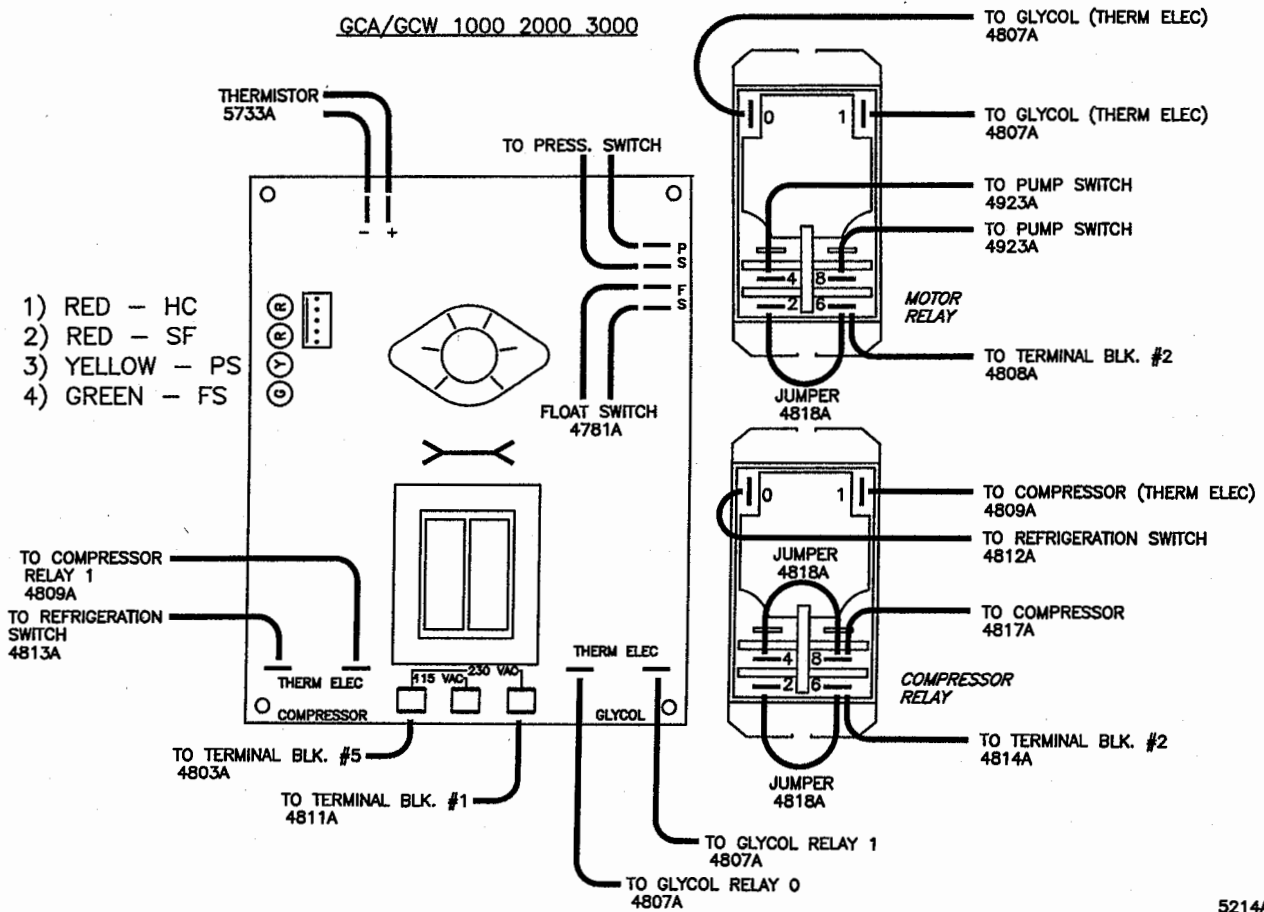 GCA/GCW 1000 2000 3000
THERMISTOR
5733A
TO PRESS. SWITCH
- +
P
S
F
S
1) RED – HC
2) RED – SF
3) YELLOW – PS
4) GREEN – FS
R
R
Y
G
FLOAT SWITCH
4781A
TO COMPRESSOR
RELAY 1
4809A
TO REFRIGERATION
SWITCH
4813A
THERM ELEC
COMPRESSOR
115 VAC
230 VAC
THERM ELEC
GLYCOL
TO TERMINAL BLK. #5
4803A
TO TERMINAL BLK. #1
4811A
TO GLYCOL RELAY 1
4807A
TO GLYCOL RELAY 0
4807A
TO GLYCOL (THERM ELEC)
4807A
0 1
TO GLYCOL (THERM ELEC)
4807A
TO PUMP SWITCH
4923A
TO PUMP SWITCH
4923A
4 8
2 6
MOTOR
RELAY
TO TERMINAL BLK. #2
4808A
JUMPER
4818A
0 1
TO COMPRESSOR (THERM ELEC)
4809A
TO REFRIGERATION SWITCH
4812A
JUMPER
4818A
TO COMPRESSOR
4817A
4 8
2 6
COMPRESSOR
RELAY
TO TERMINAL BLK. #2
4814A
JUMPER
4818A
5214A